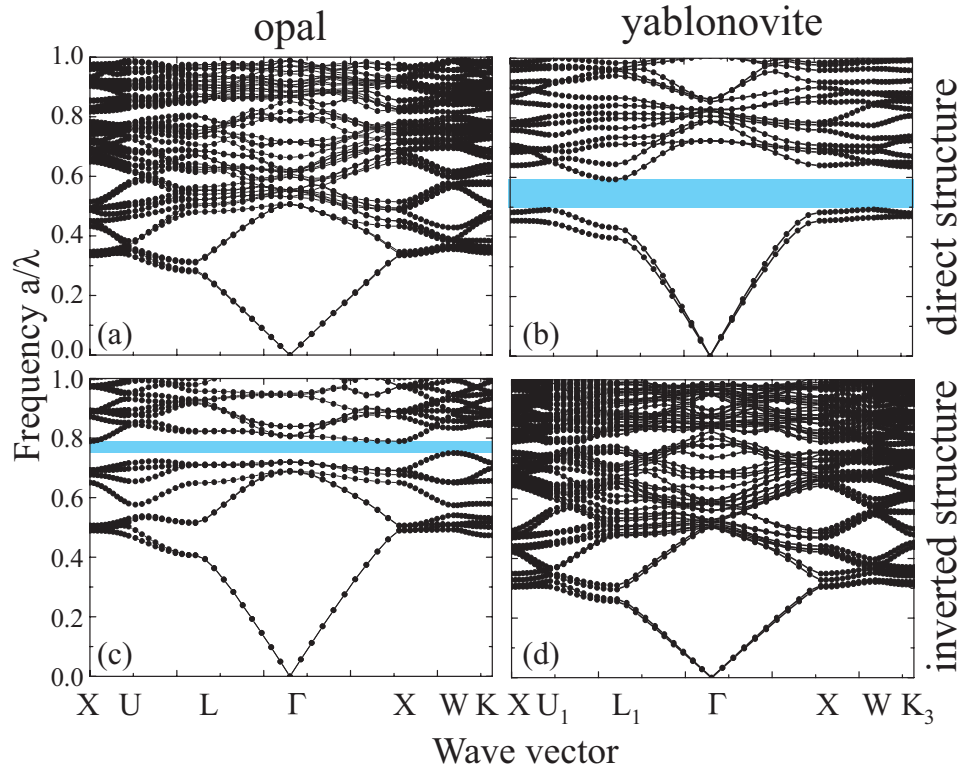 opal
yablonovite
Frequency a/λ
1.0
0.8
0.6
0.4
0.2
0.0
(a)
(b)
direct structure
1.0
0.8
0.6
0.4
0.2
0.0
(c)
(d)
inverted structure
X U L Γ X W K
X U₁ L₁ Γ X W K₃
Wave vector